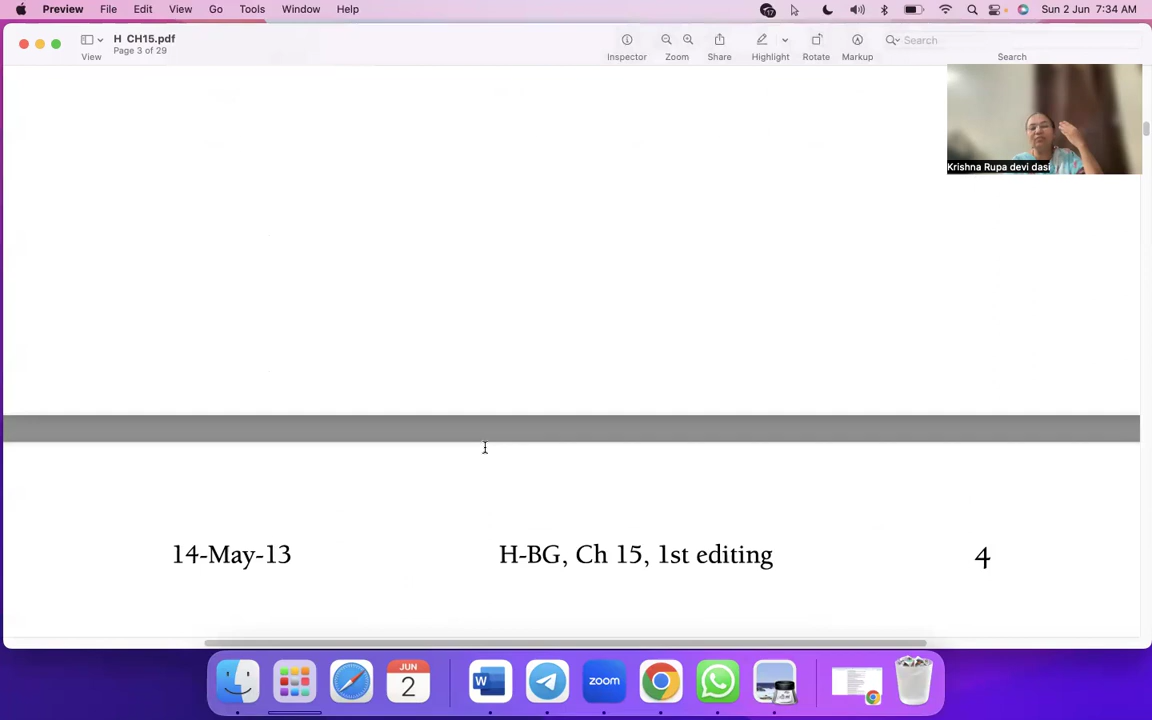 Preview File Edit View Go Tools Window Help 17 Sun 2 Jun 7:34 AM
H CH15.pdf
Page 3 of 29
View Inspector Zoom Share Highlight Rotate Markup Search
Search
Krishna Rupa devi dasi
14-May-13 H-BG, Ch 15, 1st editing 4
JUN
2
W
zoom